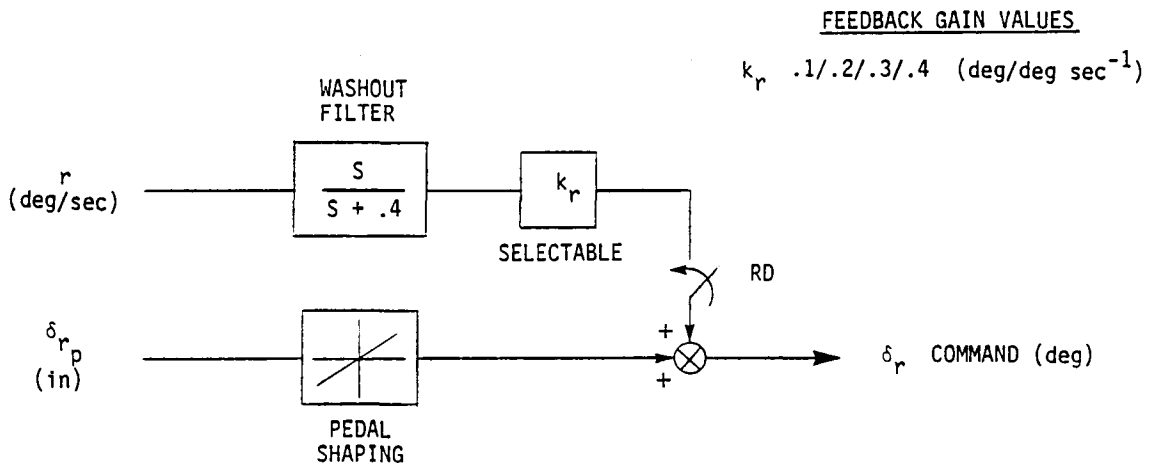 FEEDBACK GAIN VALUES
k_r .1/.2/.3/.4 (deg/deg sec⁻¹)
WASHOUT
FILTER
r
(deg/sec)
S
S + .4
k_r
SELECTABLE
RD
δ_r_p
(in)
+
+
δ_r COMMAND (deg)
PEDAL
SHAPING